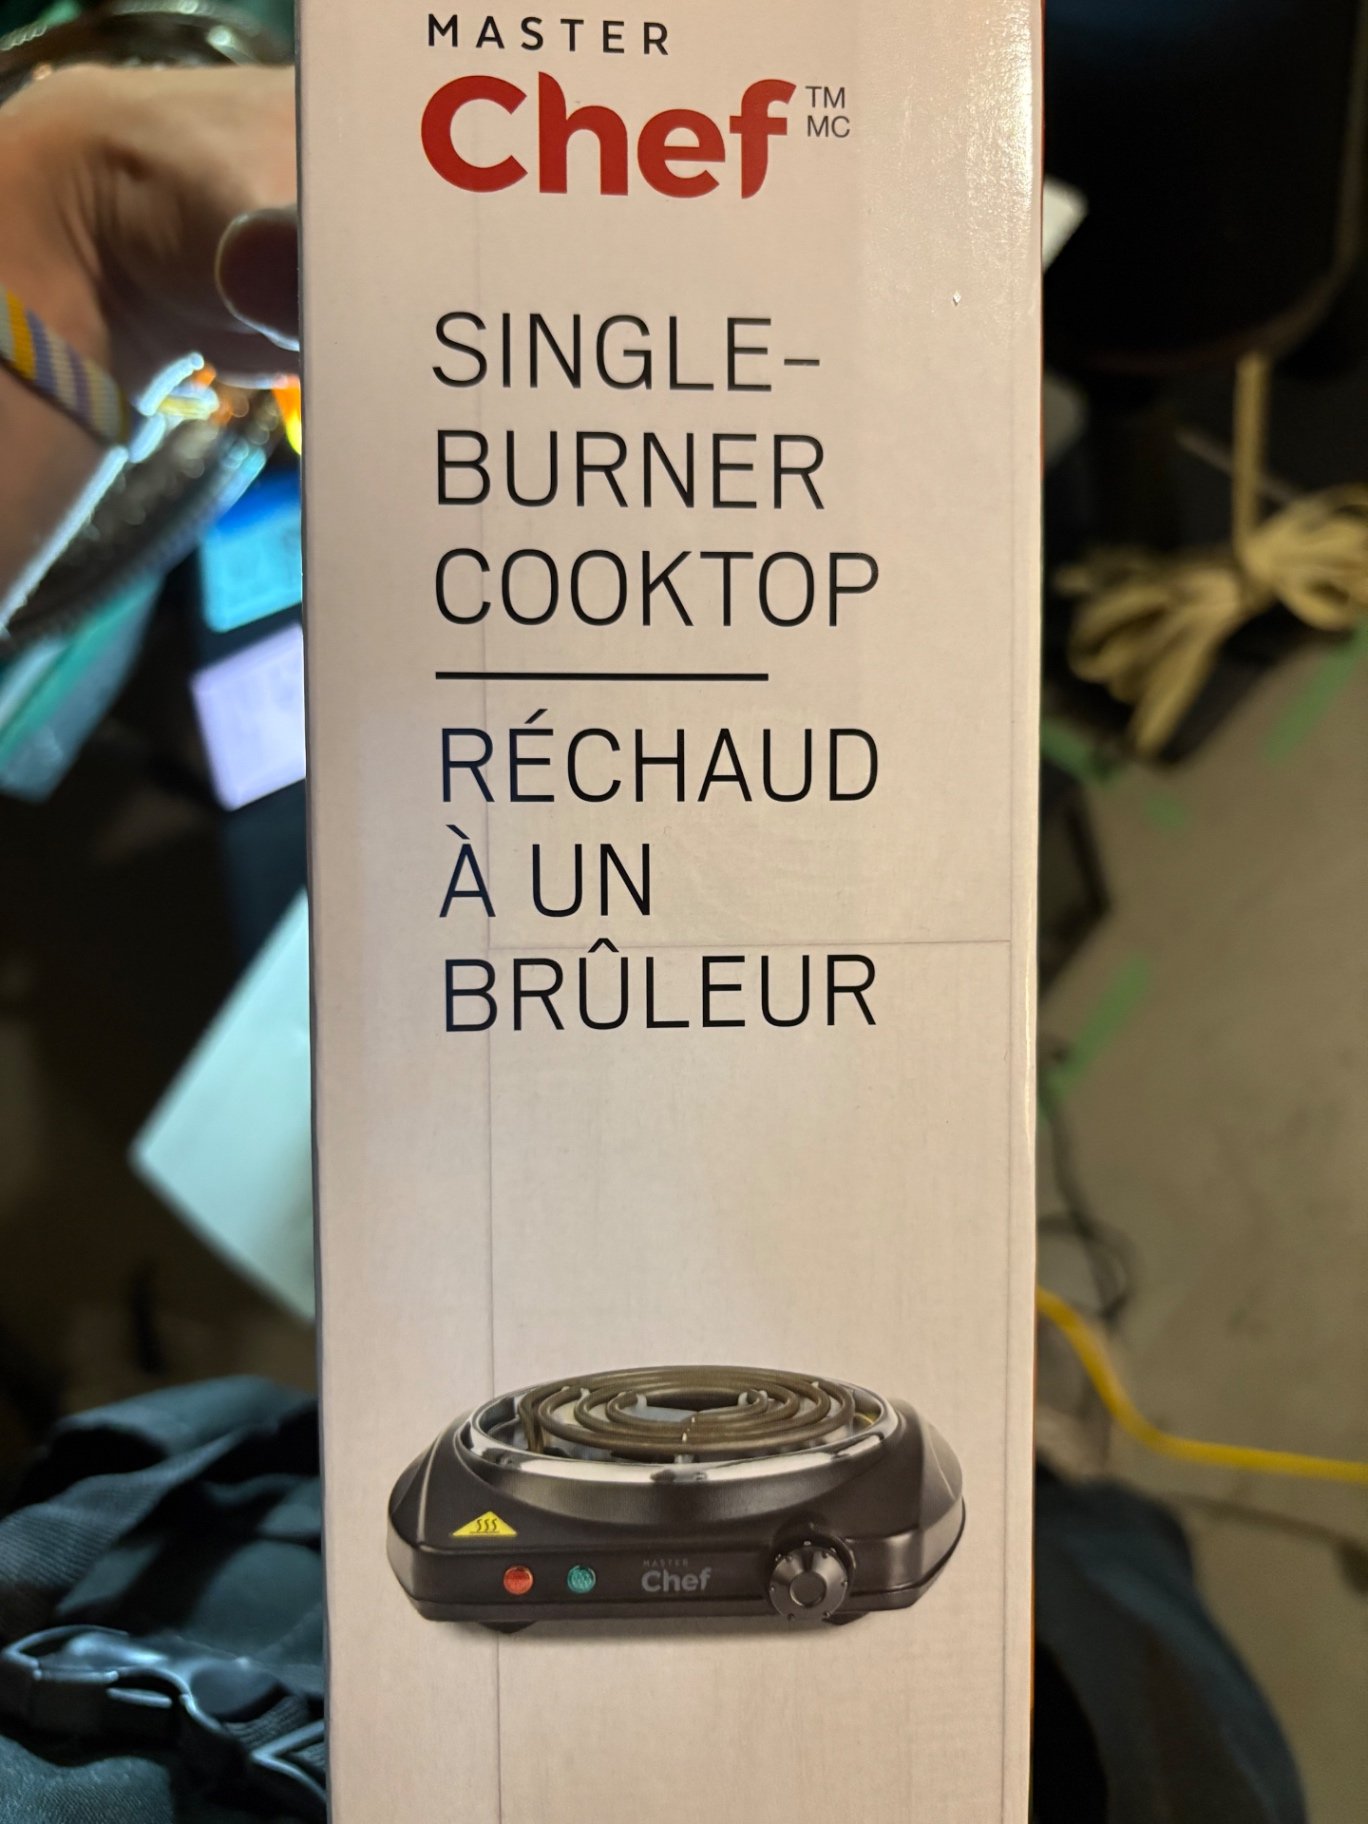 MASTER
Chef TM
MC
SINGLE-
BURNER
COOKTOP
RÉCHAUD
À UN
BRÛLEUR
MASTER
Chef